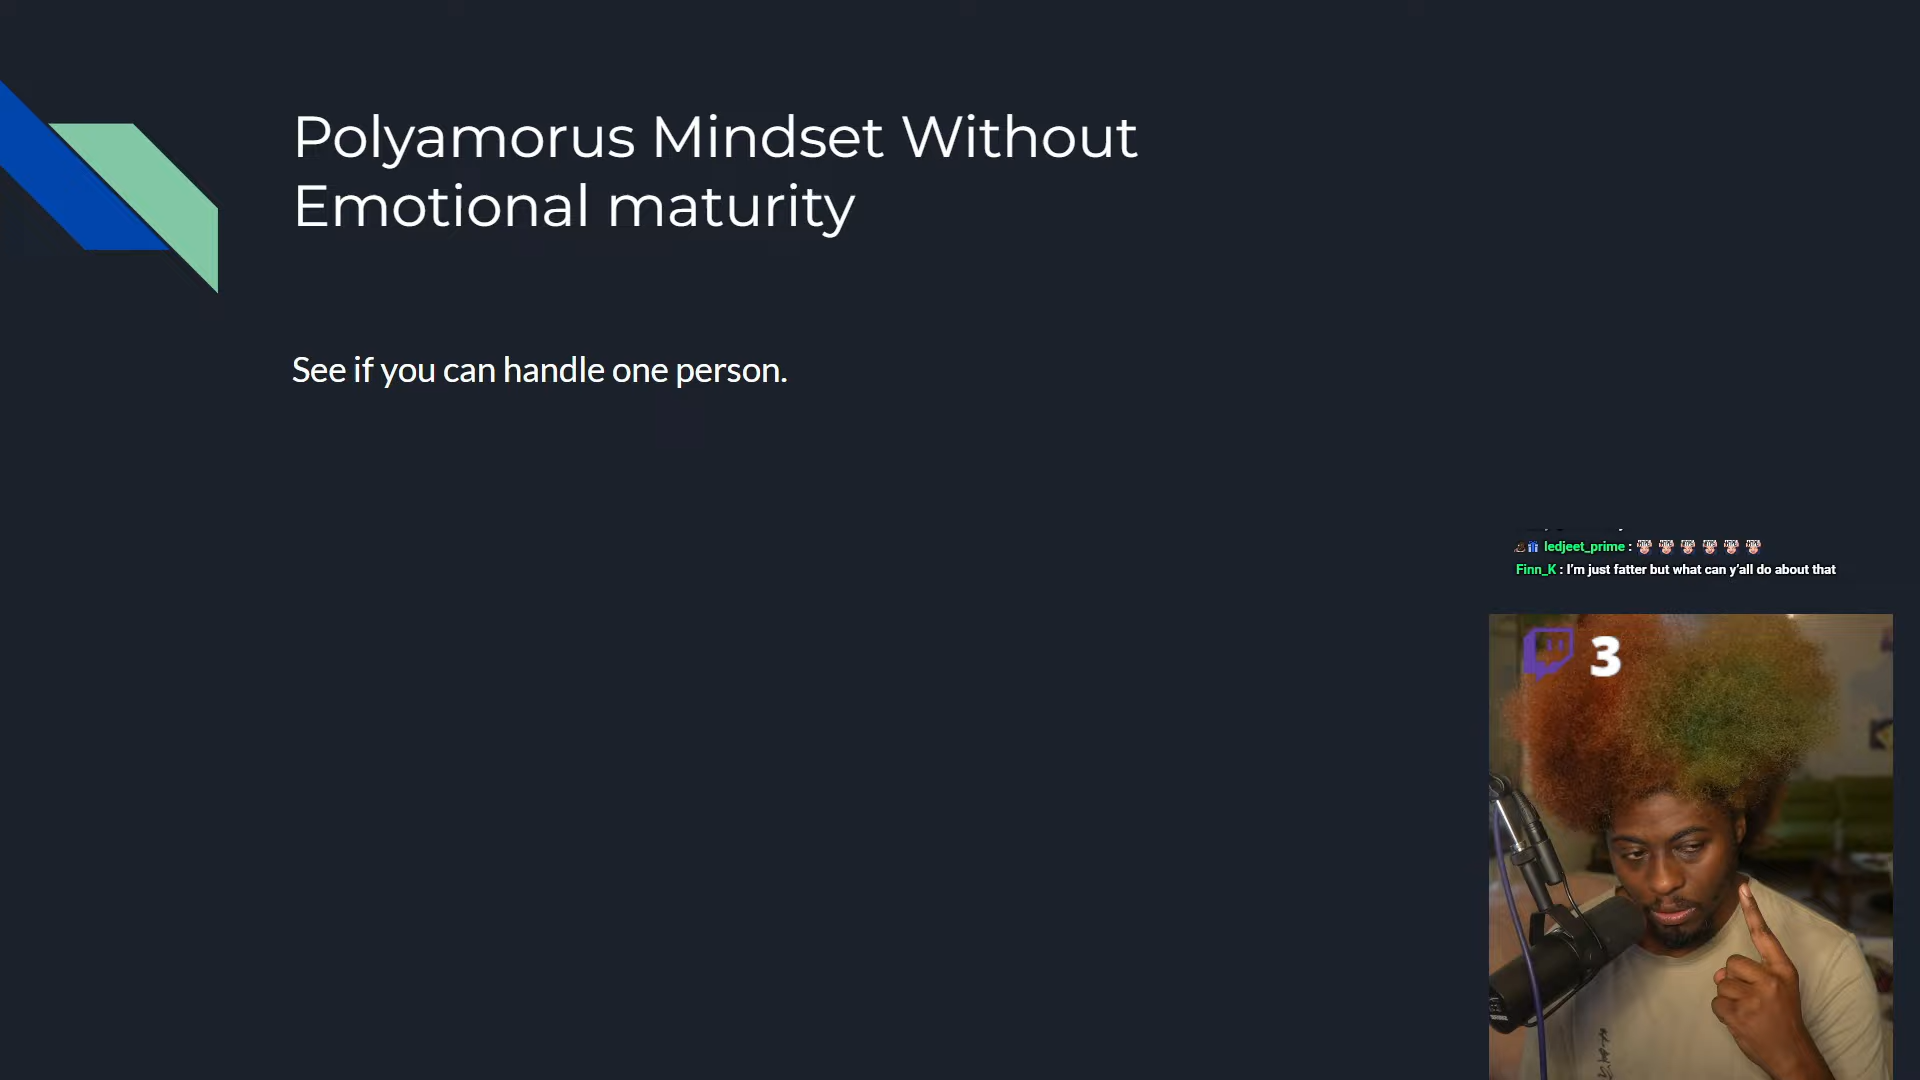 Polyamorus Mindset Without
Emotional maturity
See if you can handle one person.
ledjeet_prime :
Finn_K : I'm just fatter but what can y'all do about that
3